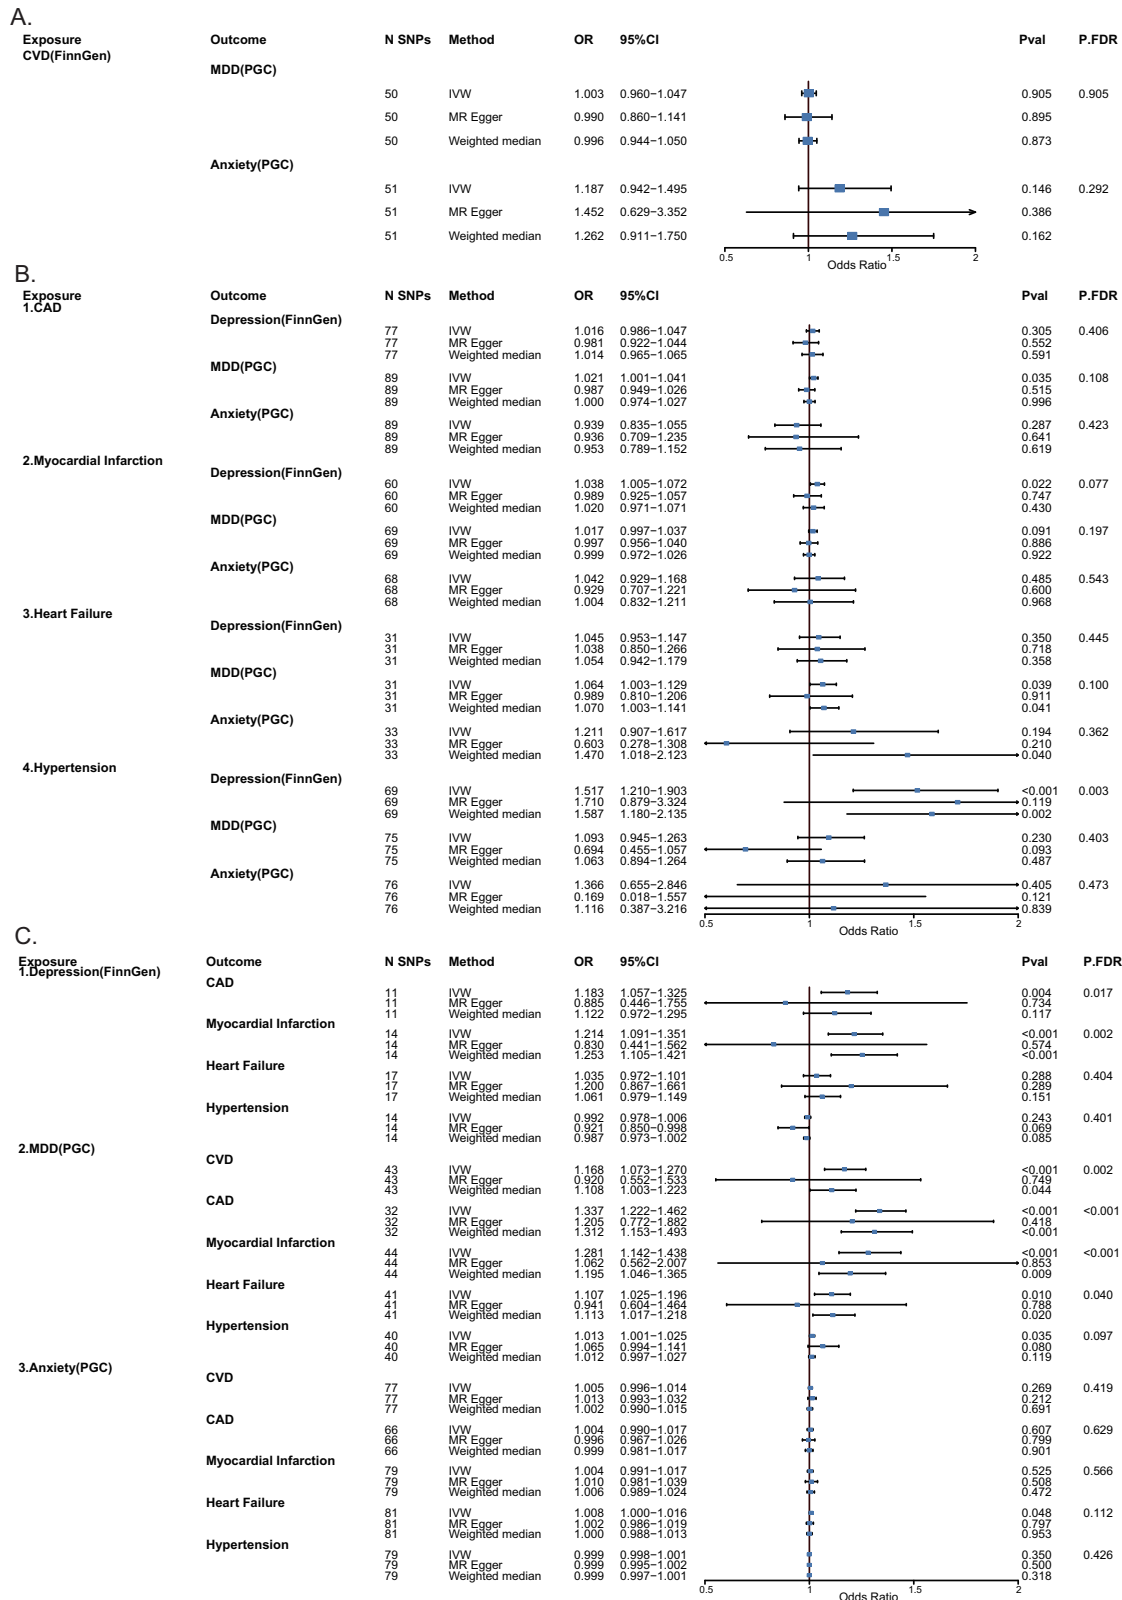 A.
Exposure Outcome N SNPs Method OR 95%CI Pval P.FDR
CVD(FinnGen)
MDD(PGC)
50 IVW 1.003 0.960−1.047 0.905 0.905
50 MR Egger 0.990 0.860−1.141 0.895
50 Weighted median 0.996 0.944−1.050 0.873
Anxiety(PGC)
51 IVW 1.187 0.942−1.495 0.146 0.292
51 MR Egger 1.452 0.629−3.352 0.386
51 Weighted median 1.262 0.911−1.750 0.162
0.5 1 1.5 2
Odds Ratio
B.
Exposure Outcome N SNPs Method OR 95%CI Pval P.FDR
1.CAD
Depression(FinnGen)
77 IVW 1.016 0.986−1.047 0.305 0.406
77 MR Egger 0.981 0.922−1.044 0.552
77 Weighted median 1.014 0.965−1.065 0.591
MDD(PGC)
89 IVW 1.021 1.001−1.041 0.035 0.108
89 MR Egger 0.987 0.949−1.026 0.515
89 Weighted median 1.000 0.974−1.027 0.996
Anxiety(PGC)
89 IVW 0.939 0.835−1.055 0.287 0.423
89 MR Egger 0.936 0.709−1.235 0.641
89 Weighted median 0.953 0.789−1.152 0.619
2.Myocardial Infarction
Depression(FinnGen)
60 IVW 1.038 1.005−1.072 0.022 0.077
60 MR Egger 0.989 0.925−1.057 0.747
60 Weighted median 1.020 0.971−1.071 0.430
MDD(PGC)
69 IVW 1.017 0.997−1.037 0.091 0.197
69 MR Egger 0.997 0.956−1.040 0.886
69 Weighted median 0.999 0.972−1.026 0.922
Anxiety(PGC)
68 IVW 1.042 0.929−1.168 0.485 0.543
68 MR Egger 0.929 0.707−1.221 0.600
68 Weighted median 1.004 0.832−1.211 0.968
3.Heart Failure
Depression(FinnGen)
31 IVW 1.045 0.953−1.147 0.350 0.445
31 MR Egger 1.038 0.850−1.266 0.718
31 Weighted median 1.054 0.942−1.179 0.358
MDD(PGC)
31 IVW 1.064 1.003−1.129 0.039 0.100
31 MR Egger 0.989 0.810−1.206 0.911
31 Weighted median 1.070 1.003−1.141 0.041
Anxiety(PGC)
33 IVW 1.211 0.907−1.617 0.194 0.362
33 MR Egger 0.603 0.278−1.308 0.210
33 Weighted median 1.470 1.018−2.123 0.040
4.Hypertension
Depression(FinnGen)
69 IVW 1.517 1.210−1.903 <0.001 0.003
69 MR Egger 1.710 0.879−3.324 0.119
69 Weighted median 1.587 1.180−2.135 0.002
MDD(PGC)
75 IVW 1.093 0.945−1.263 0.230 0.403
75 MR Egger 0.694 0.455−1.057 0.093
75 Weighted median 1.063 0.894−1.264 0.487
Anxiety(PGC)
76 IVW 1.366 0.655−2.846 0.405 0.473
76 MR Egger 0.169 0.018−1.557 0.121
76 Weighted median 1.116 0.387−3.216 0.839
0.5 1 1.5 2
Odds Ratio
C.
Exposure Outcome N SNPs Method OR 95%CI Pval P.FDR
1.Depression(FinnGen)
CAD
11 IVW 1.183 1.057−1.325 0.004 0.017
11 MR Egger 0.885 0.446−1.755 0.734
11 Weighted median 1.122 0.972−1.295 0.117
Myocardial Infarction
14 IVW 1.214 1.091−1.351 <0.001 0.002
14 MR Egger 0.830 0.441−1.562 0.574
14 Weighted median 1.253 1.105−1.421 <0.001
Heart Failure
17 IVW 1.035 0.972−1.101 0.288 0.404
17 MR Egger 1.200 0.867−1.661 0.289
17 Weighted median 1.061 0.979−1.149 0.151
Hypertension
14 IVW 0.992 0.978−1.006 0.243 0.401
14 MR Egger 0.921 0.850−0.998 0.069
14 Weighted median 0.987 0.973−1.002 0.085
2.MDD(PGC)
CVD
43 IVW 1.168 1.073−1.270 <0.001 0.002
43 MR Egger 0.920 0.552−1.533 0.749
43 Weighted median 1.108 1.003−1.223 0.044
CAD
32 IVW 1.337 1.222−1.462 <0.001 <0.001
32 MR Egger 1.205 0.772−1.882 0.418
32 Weighted median 1.312 1.153−1.493 <0.001
Myocardial Infarction
44 IVW 1.281 1.142−1.438 <0.001 <0.001
44 MR Egger 1.062 0.562−2.007 0.853
44 Weighted median 1.195 1.046−1.365 0.009
Heart Failure
41 IVW 1.107 1.025−1.196 0.010 0.040
41 MR Egger 0.941 0.604−1.464 0.788
41 Weighted median 1.113 1.017−1.218 0.020
Hypertension
40 IVW 1.013 1.001−1.025 0.035 0.097
40 MR Egger 1.065 0.994−1.141 0.080
40 Weighted median 1.012 0.997−1.027 0.119
3.Anxiety(PGC)
CVD
77 IVW 1.005 0.996−1.014 0.269 0.419
77 MR Egger 1.013 0.993−1.032 0.212
77 Weighted median 1.002 0.990−1.015 0.691
CAD
66 IVW 1.004 0.990−1.017 0.607 0.629
66 MR Egger 0.996 0.967−1.026 0.799
66 Weighted median 0.999 0.981−1.017 0.901
Myocardial Infarction
79 IVW 1.004 0.991−1.017 0.525 0.566
79 MR Egger 1.010 0.981−1.039 0.508
79 Weighted median 1.006 0.989−1.024 0.472
Heart Failure
81 IVW 1.008 1.000−1.016 0.048 0.112
81 MR Egger 1.002 0.986−1.019 0.797
81 Weighted median 1.000 0.988−1.013 0.953
Hypertension
79 IVW 0.999 0.998−1.001 0.350 0.426
79 MR Egger 0.999 0.995−1.002 0.500
79 Weighted median 0.999 0.997−1.001 0.318
0.5 1 1.5 2
Odds Ratio